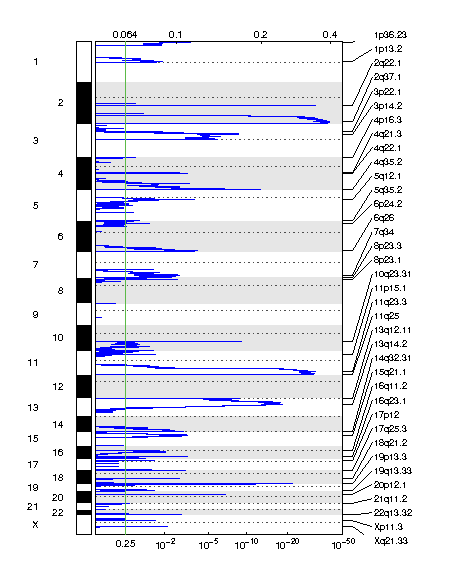 0.064 0.1 0.2 0.4
1
2
3
4
5
6
7
8
9
10
11
12
13
14
15
16
17
18
19
20
21
22
X
1p36.23
1p13.2
2q22.1
2q37.1
3p22.1
3p14.2
4p16.3
4q21.3
4q22.1
4q35.2
5q12.1
5q35.2
6p24.2
6q26
7q34
8p23.3
8p23.1
10q23.31
11p15.1
11q23.3
11q25
13q12.11
13q14.2
14q32.31
15q21.1
16q11.2
16q23.1
17p12
17q25.3
18q21.2
19p13.3
19q13.33
20p12.1
21q11.2
22q13.32
Xp11.3
Xq21.33
0.25 10⁻² 10⁻⁵ 10⁻¹⁰ 10⁻²⁰ 10⁻⁵⁰